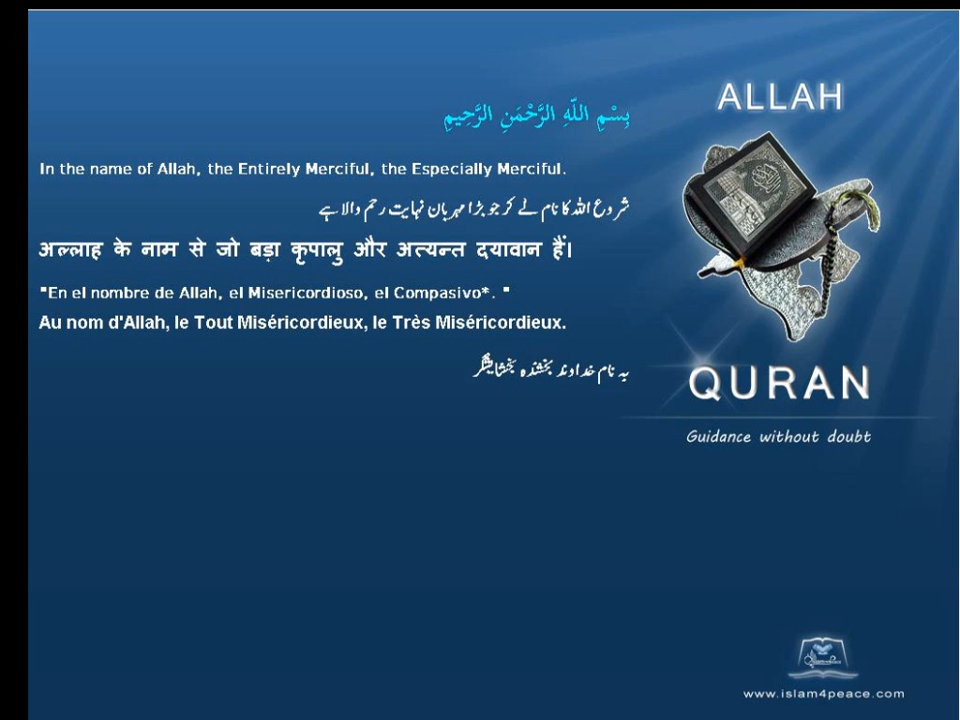 بِسْمِ اللَّهِ الرَّحْمَنِ الرَّحِيمِ
In the name of Allah, the Entirely Merciful, the Especially Merciful.
شروع الله کا نام لے کر جو بڑا مہربان نہایت رحم والا ہے
अल्लाह के नाम से जो बड़ा कृपालु और अत्यन्त दयावान हैं।
"En el nombre de Allah, el Misericordioso, el Compasivo*. "
Au nom d'Allah, le Tout Miséricordieux, le Très Miséricordieux.
به نام خداوند بخشنده بخشایشگر
ALLAH
QURAN
Guidance without doubt
www.islam4peace.com